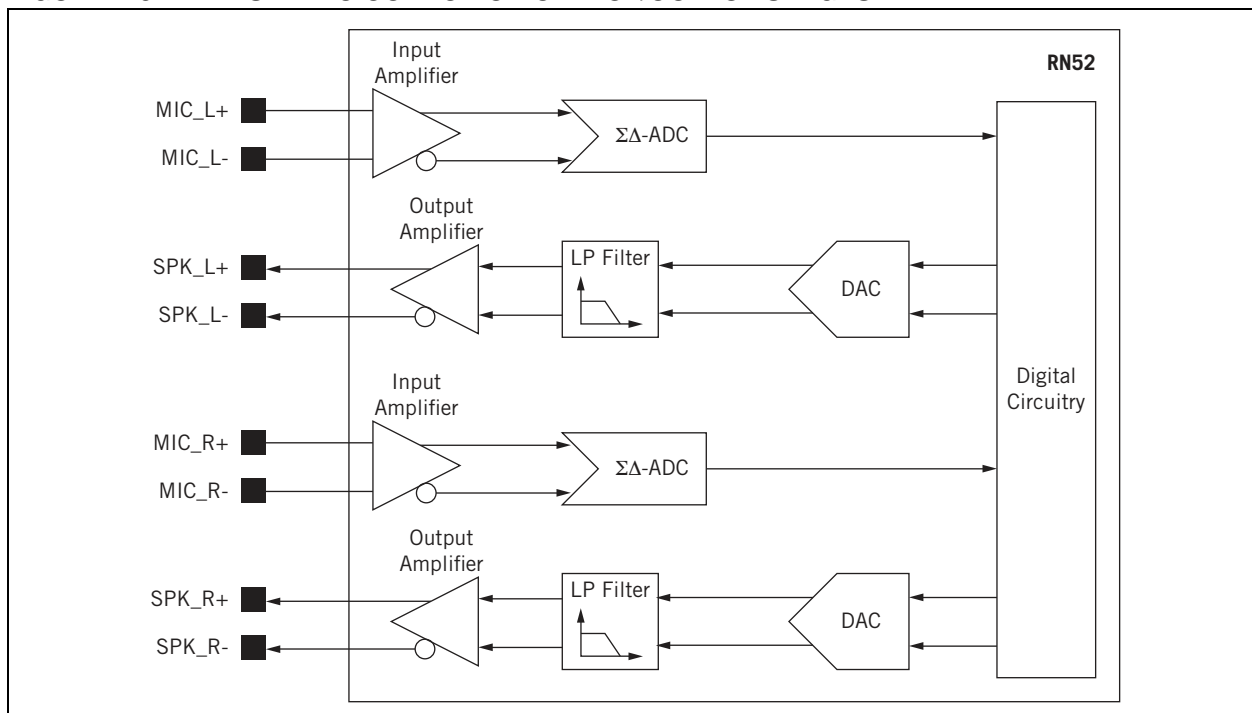 RN52
Input
Amplifier
MIC_L+
MIC_L-
ΣΔ-ADC
Output
Amplifier
SPK_L+
SPK_L-
LP Filter
DAC
Digital
Circuitry
Input
Amplifier
MIC_R+
MIC_R-
ΣΔ-ADC
Output
Amplifier
SPK_R+
SPK_R-
LP Filter
DAC